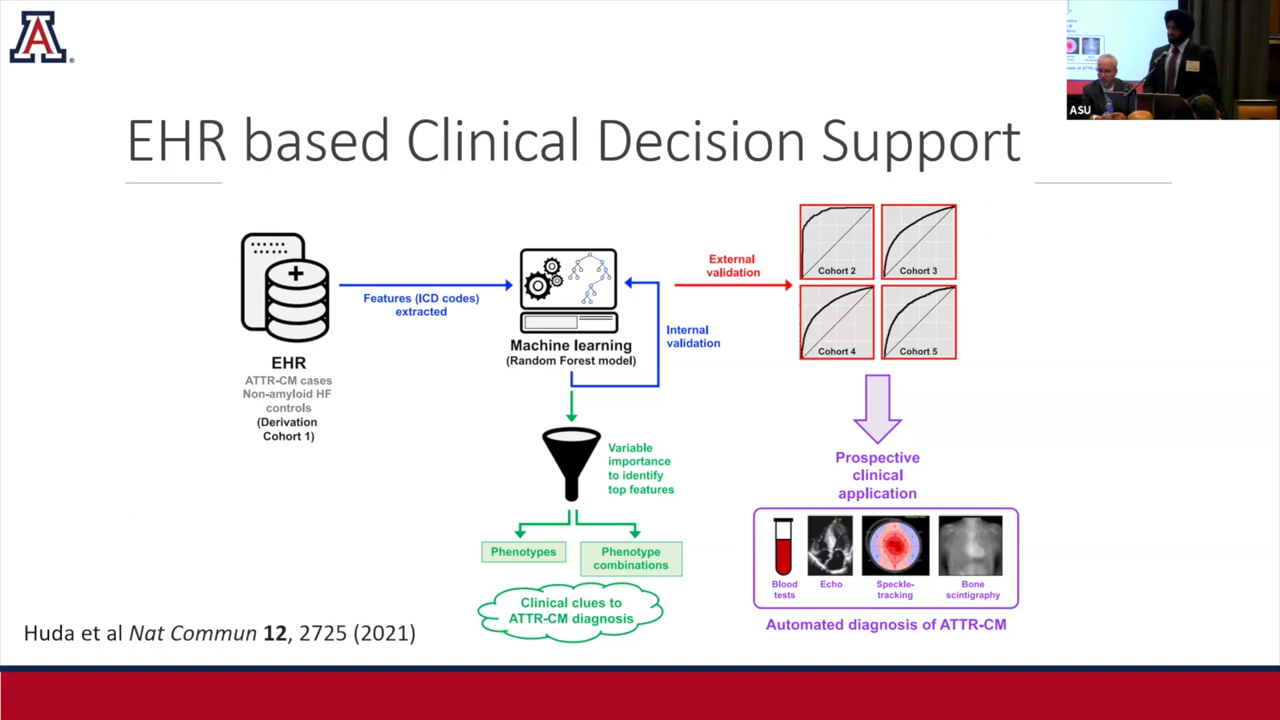 A
ASU
EHR based Clinical Decision Support
EHR
ATTR-CM cases
Non-amyloid HF
controls
(Derivation
Cohort 1)
Features (ICD codes)
extracted
Machine learning
(Random Forest model)
Internal
validation
External
validation
Cohort 2
Cohort 3
Cohort 4
Cohort 5
Variable
importance
to identify
top features
Phenotypes
Phenotype
combinations
Clinical clues to
ATTR-CM diagnosis
Prospective
clinical
application
Blood
tests
Echo
Speckle-
tracking
Bone
scintigraphy
Automated diagnosis of ATTR-CM
Huda et al Nat Commun 12, 2725 (2021)